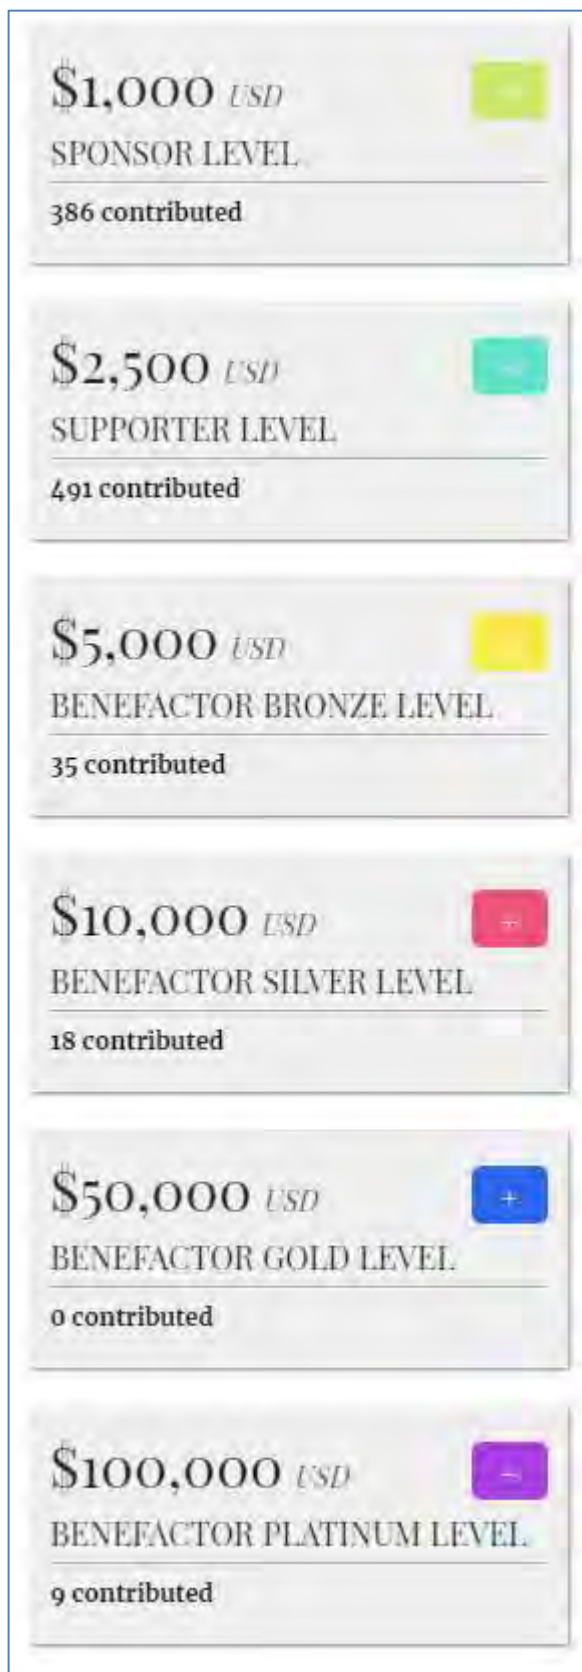 $1,000 USD
SPONSOR LEVEL
386 contributed
$2,500 USD
SUPPORTER LEVEL
491 contributed
$5,000 USD
BENEFACTOR BRONZE LEVEL
35 contributed
$10,000 USD
BENEFACTOR SILVER LEVEL
18 contributed
$50,000 USD
BENEFACTOR GOLD LEVEL
0 contributed
$100,000 USD
BENEFACTOR PLATINUM LEVEL
9 contributed